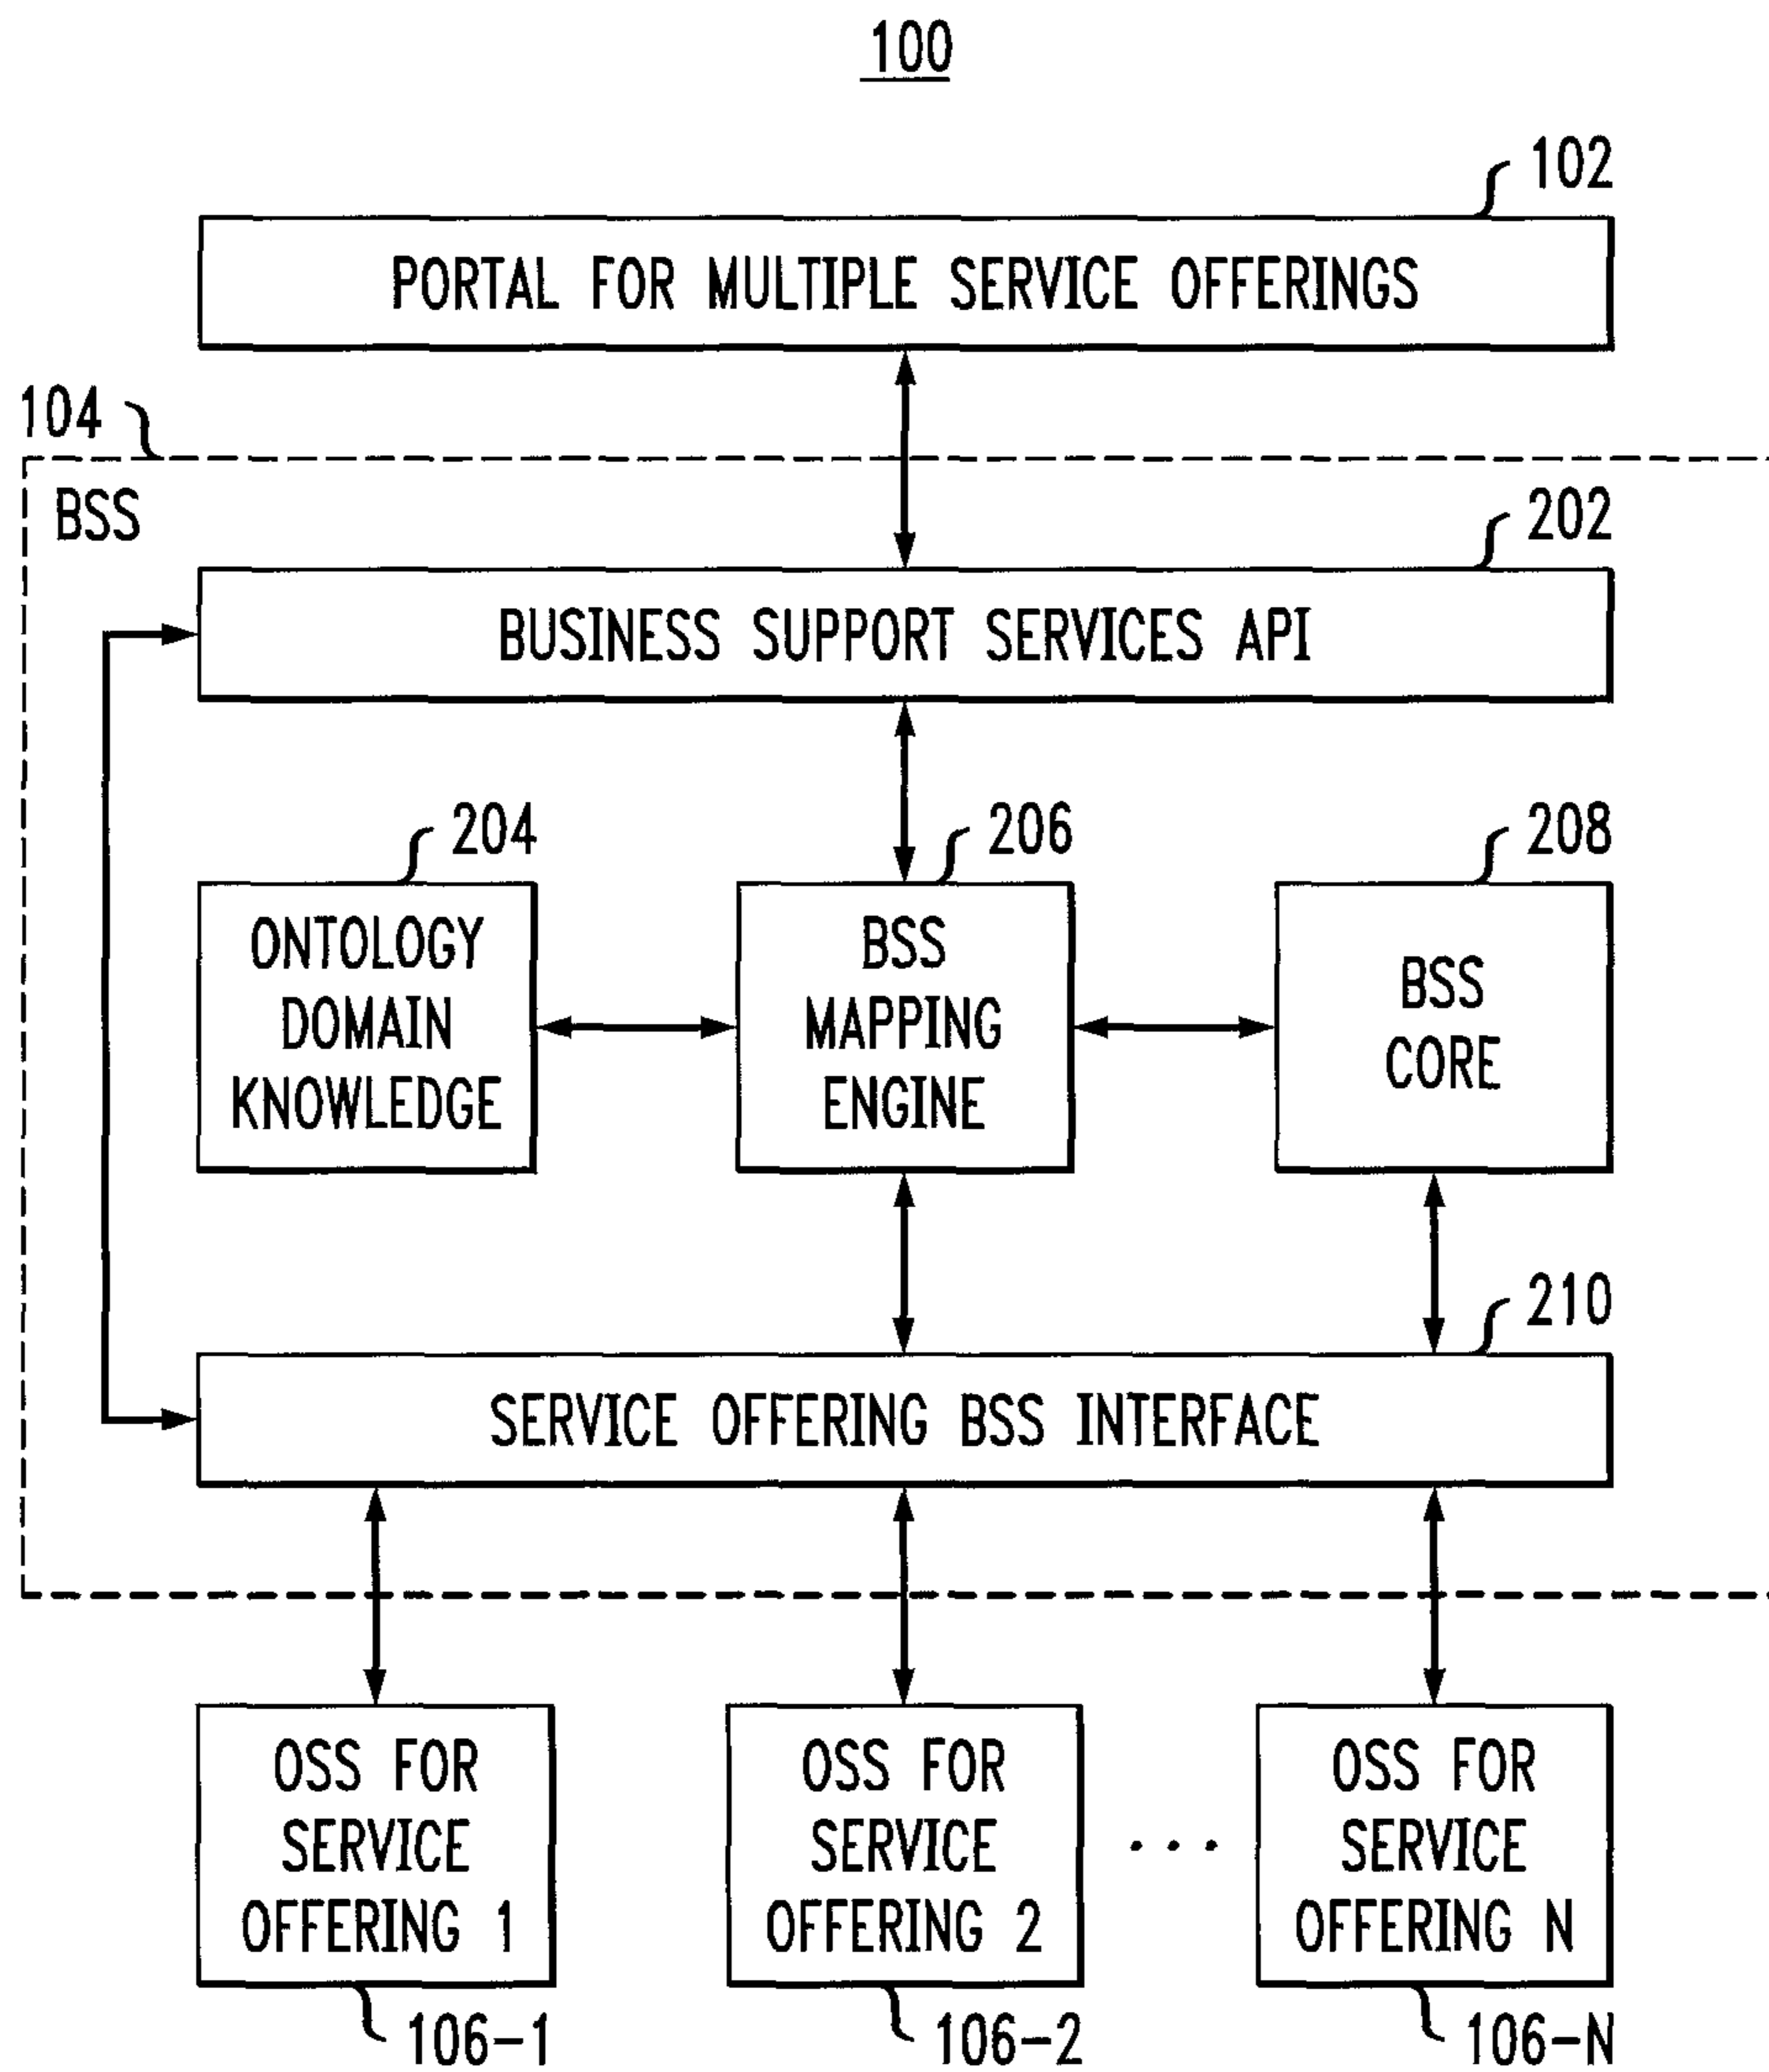 100
102
PORTAL FOR MULTIPLE SERVICE OFFERINGS
104
BSS
202
BUSINESS SUPPORT SERVICES API
204
206
208
ONTOLOGY
DOMAIN
KNOWLEDGE
BSS
MAPPING
ENGINE
BSS
CORE
210
SERVICE OFFERING BSS INTERFACE
OSS FOR
SERVICE
OFFERING 1
OSS FOR
SERVICE
OFFERING 2
. . .
OSS FOR
SERVICE
OFFERING N
106-1
106-2
106-N